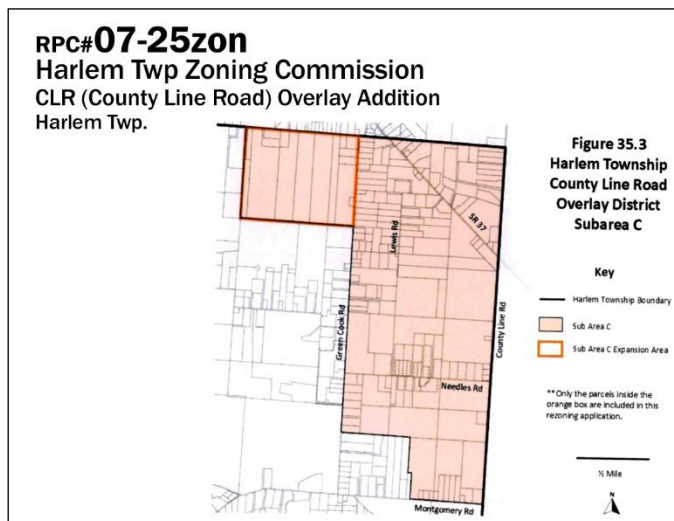 RPC#07-25zon
Harlem Twp Zoning Commission
CLR (County Line Road) Overlay Addition
Harlem Twp.
Figure 35.3
Harlem Township
County Line Road
Overlay District
Subarea C
Key
Harlem Township Boundary
Sub Area C
Sub Area C Expansion Area
**Only the parcels inside the
orange box are included in this
rezoning application.
½ Mile
N
SR 37
Lewis Rd
County Line Rd
Green Cook Rd
Needles Rd
Montgomery Rd